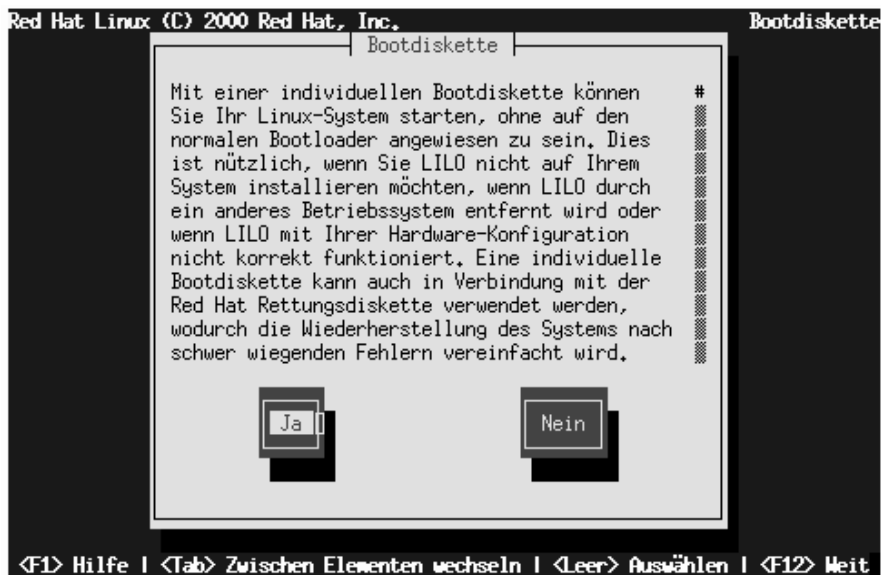 Red Hat Linux (C) 2000 Red Hat, Inc. Bootdiskette
Bootdiskette
Mit einer individuellen Bootdiskette können #
Sie Ihr Linux-System starten, ohne auf den
normalen Bootloader angewiesen zu sein. Dies
ist nützlich, wenn Sie LILO nicht auf Ihrem
System installieren möchten, wenn LILO durch
ein anderes Betriebssystem entfernt wird oder
wenn LILO mit Ihrer Hardware-Konfiguration
nicht korrekt funktioniert. Eine individuelle
Bootdiskette kann auch in Verbindung mit der
Red Hat Rettungsdiskette verwendet werden,
wodurch die Wiederherstellung des Systems nach
schwer wiegenden Fehlern vereinfacht wird.
Ja Nein
<F1> Hilfe | <Tab> Zwischen Elementen wechseln | <Leer> Auswählen | <F12> Weit